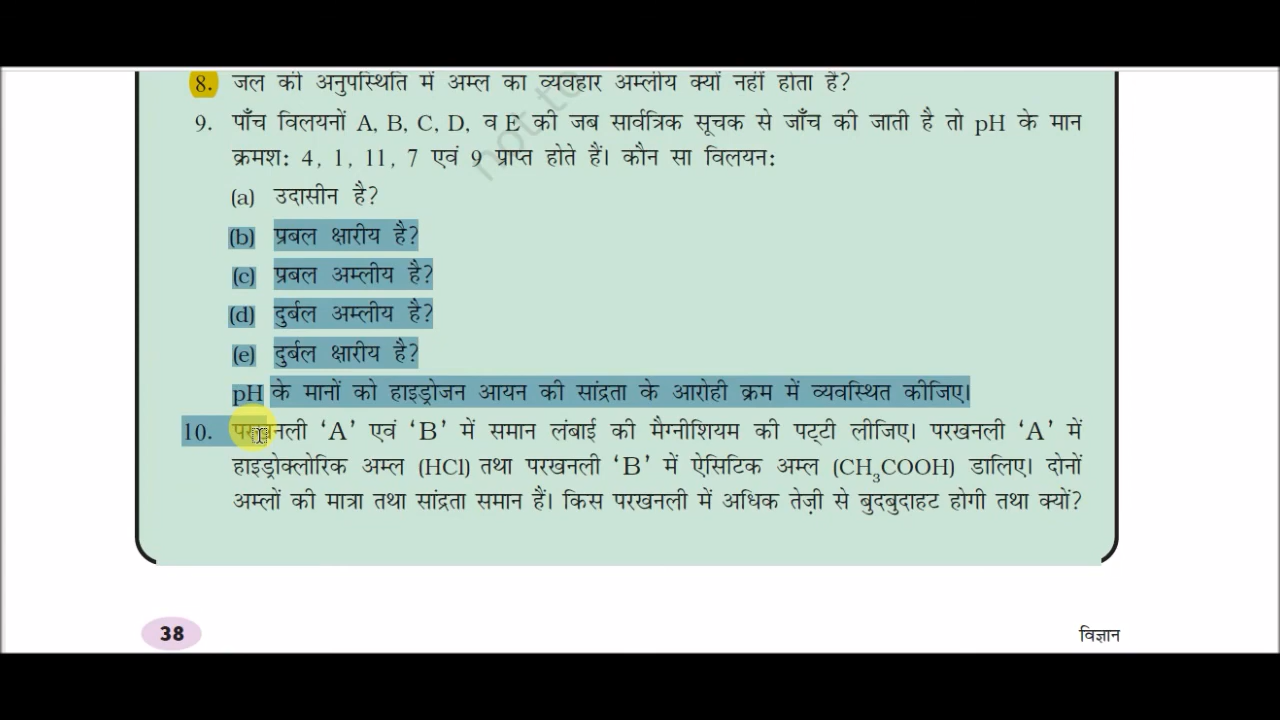 8. जल की अनुपस्थिति में अम्ल का व्यवहार अम्लीय क्यों नहीं होता है?
9. पाँच विलयनों A, B, C, D, व E की जब सार्वत्रिक सूचक से जाँच की जाती है तो pH के मान
क्रमश: 4, 1, 11, 7 एवं 9 प्राप्त होते हैं। कौन सा विलयन:
(a) उदासीन है?
(b) प्रबल क्षारीय है?
(c) प्रबल अम्लीय है?
(d) दुर्बल अम्लीय है?
(e) दुर्बल क्षारीय है?
pH के मानों को हाइड्रोजन आयन की सांद्रता के आरोही क्रम में व्यवस्थित कीजिए।
10. परखनली ‘A’ एवं ‘B’ में समान लंबाई की मैग्नीशियम की पट्टी लीजिए। परखनली ‘A’ में
हाइड्रोक्लोरिक अम्ल (HCl) तथा परखनली ‘B’ में ऐसिटिक अम्ल (CH₃COOH) डालिए। दोनों
अम्लों की मात्रा तथा सांद्रता समान हैं। किस परखनली में अधिक तेज़ी से बुदबुदाहट होगी तथा क्यों?
not to
38
विज्ञान